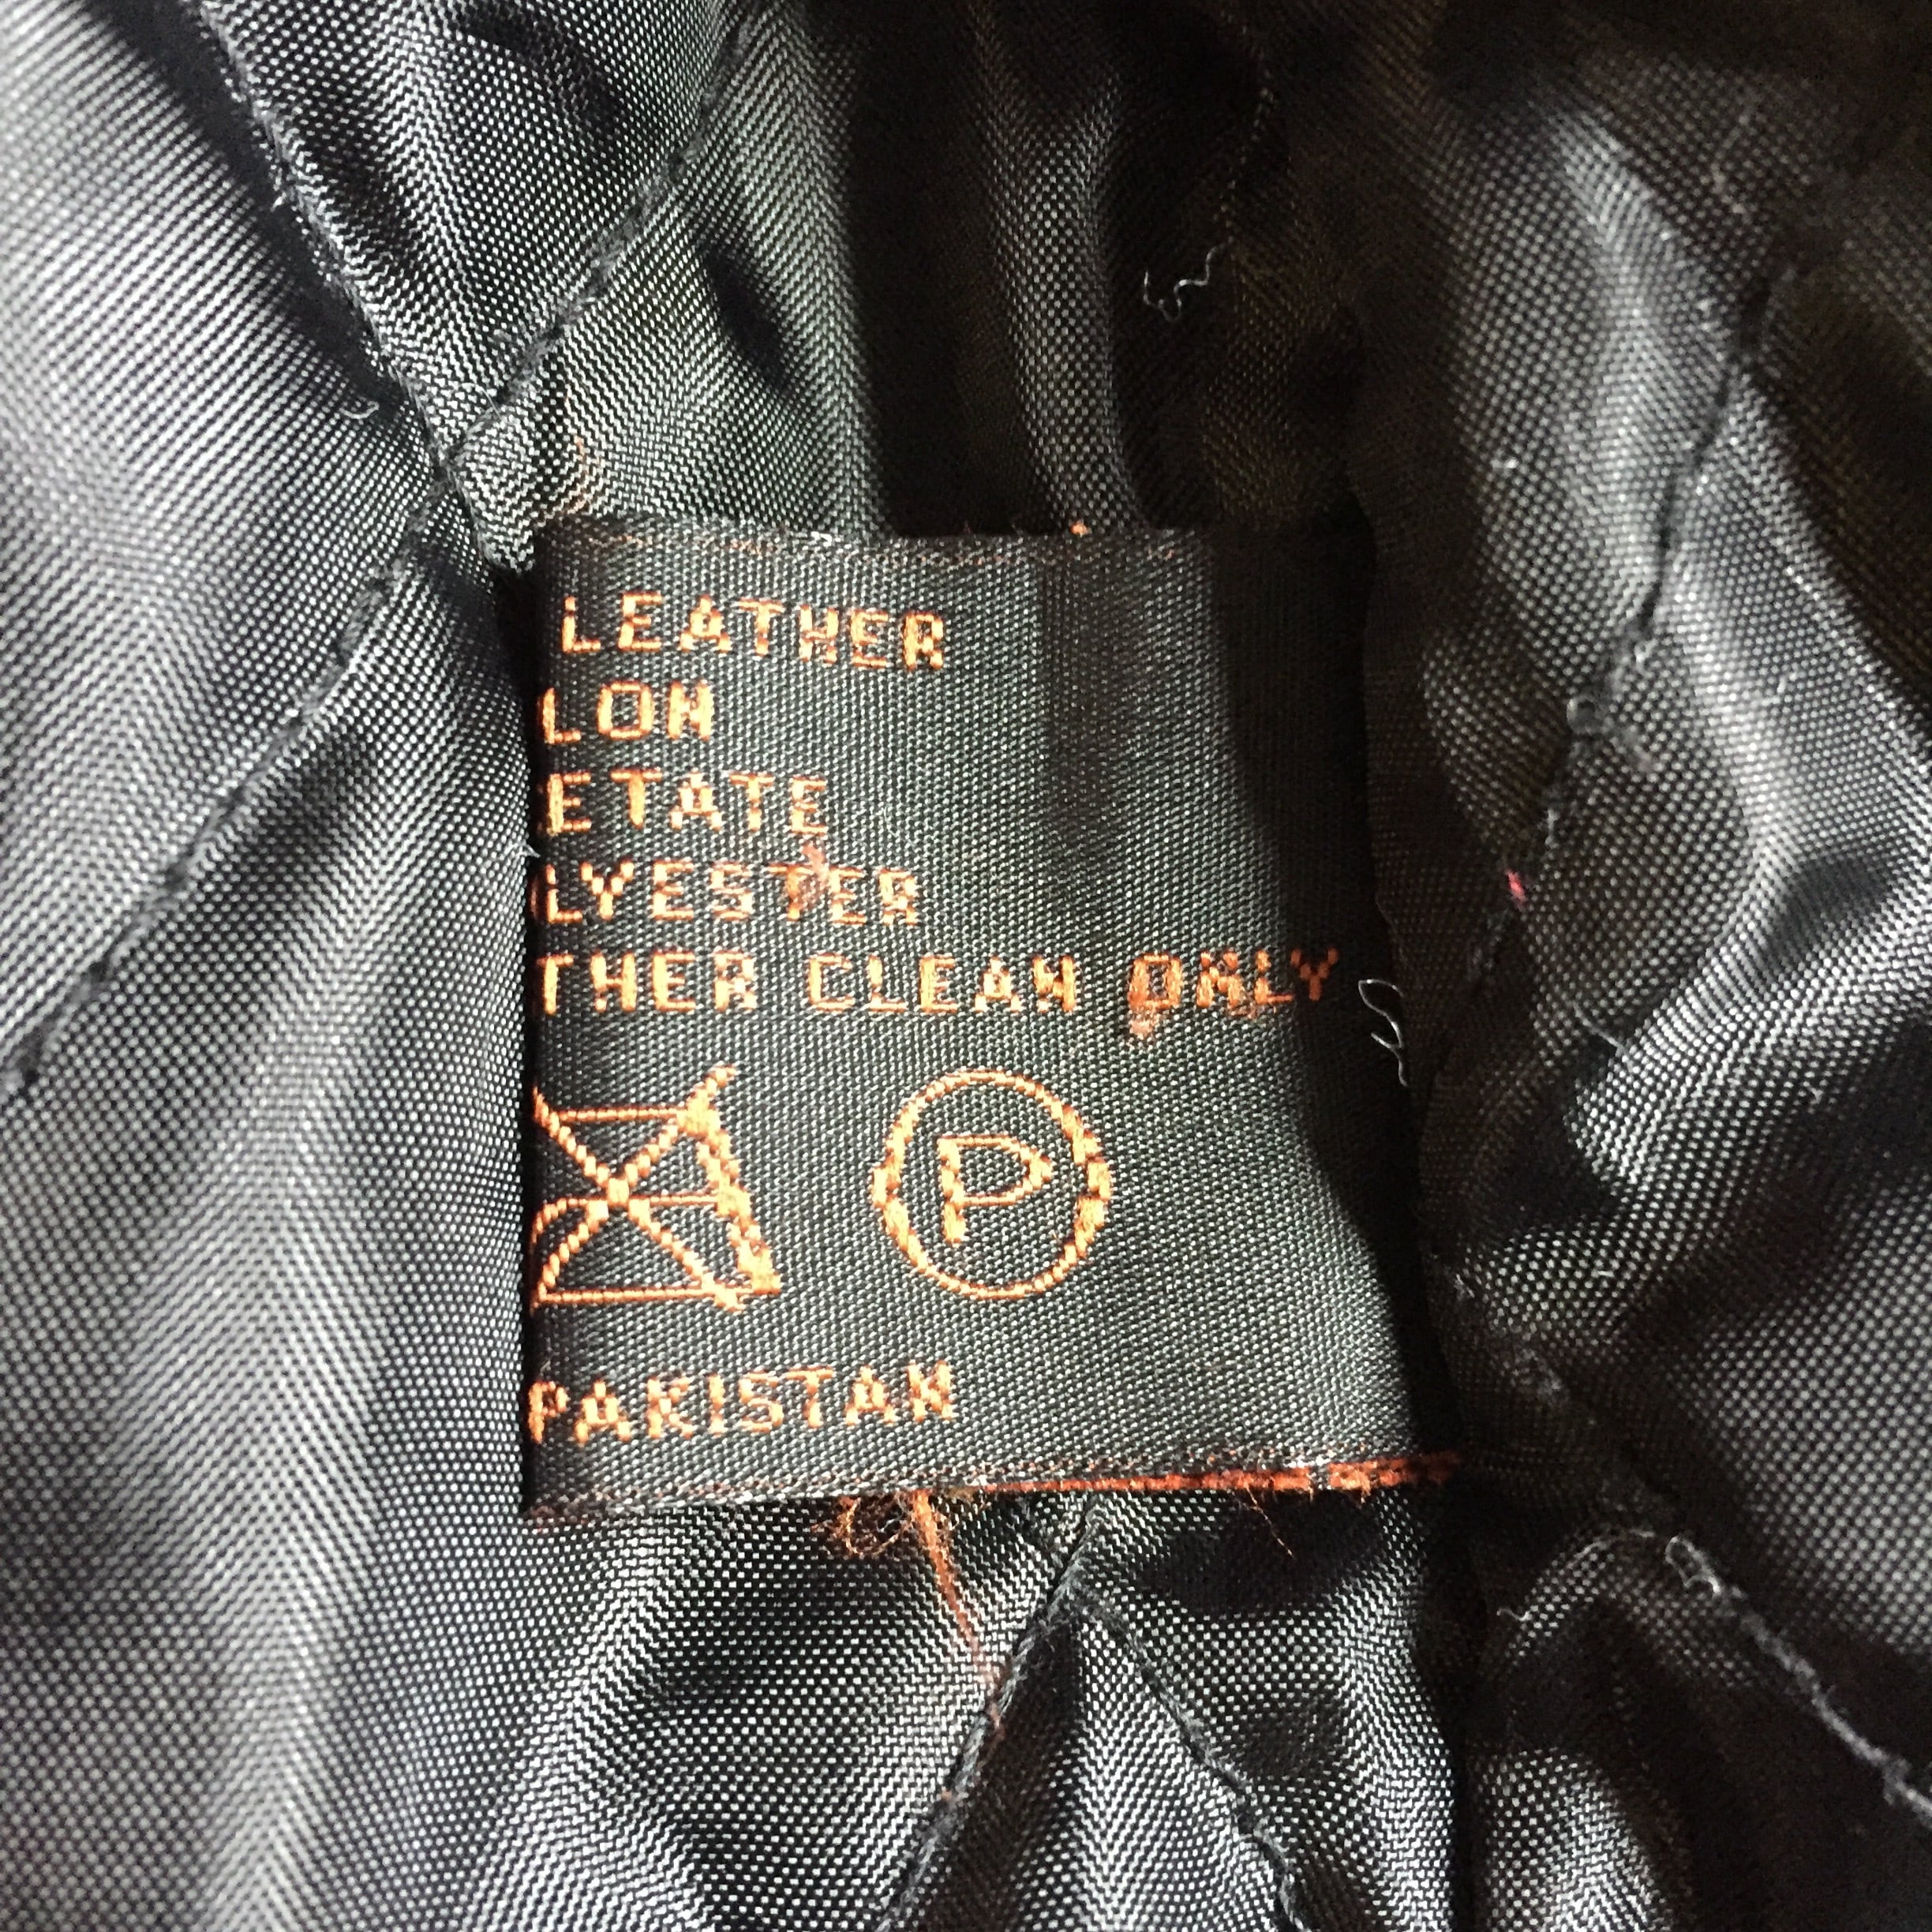 LEATHER
LON
ETATE
LYESTER
THER CLEAN ONLY
P
PAKISTAN